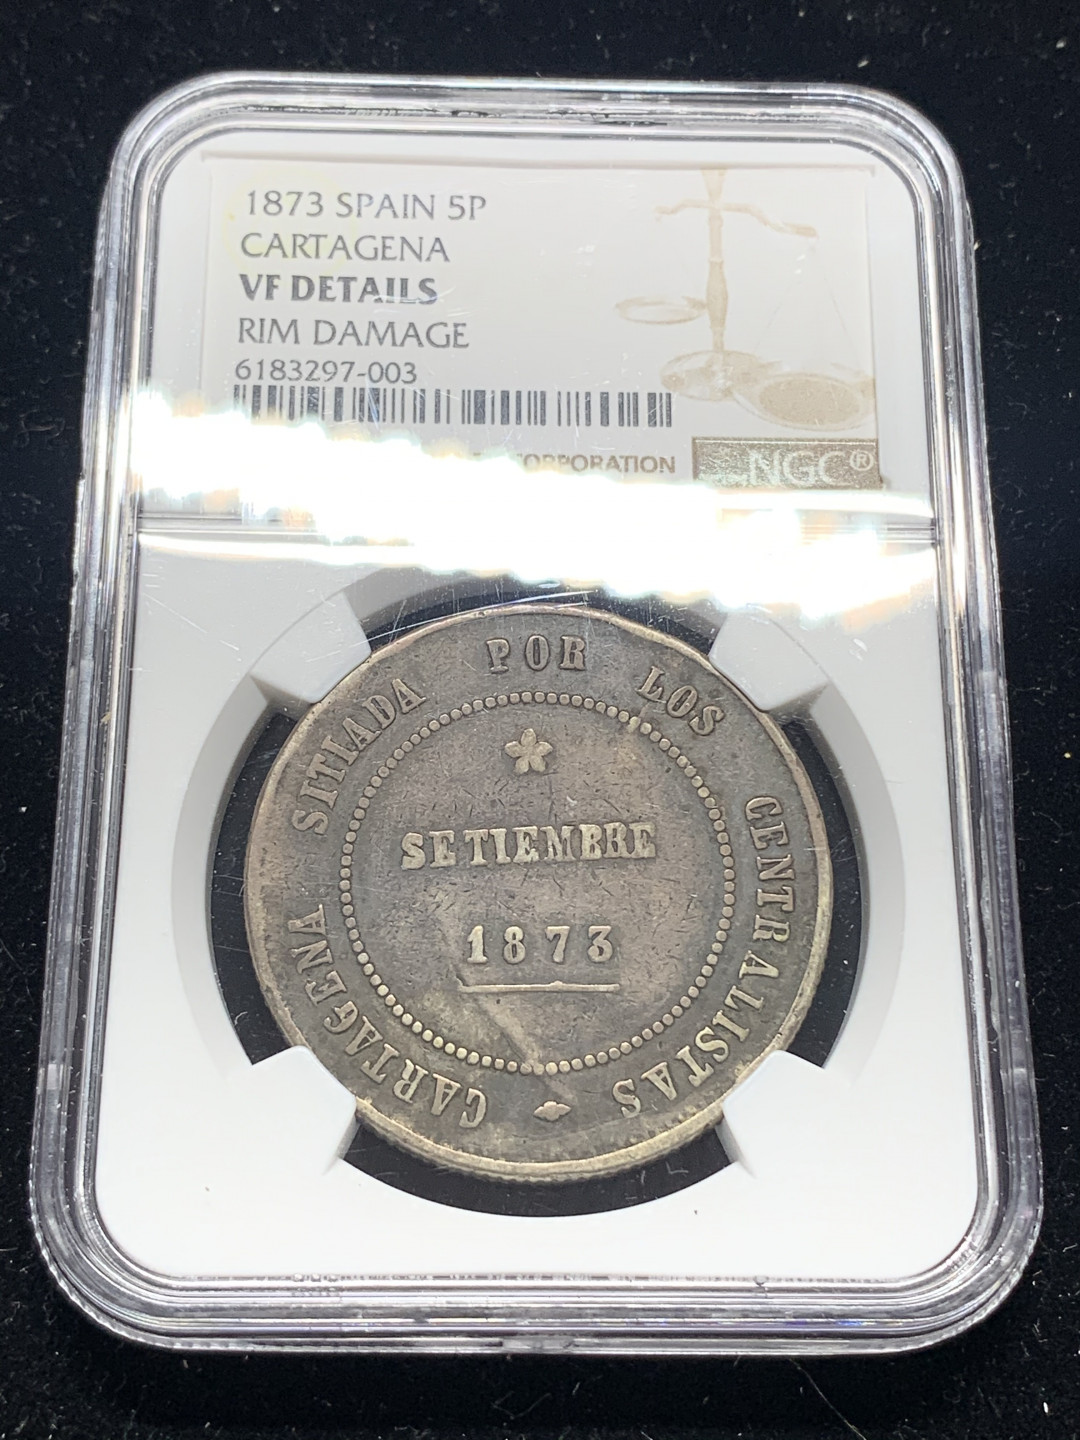 1873 SPAIN 5P
CARTAGENA
VF DETAILS
RIM DAMAGE
6183297-003
CORPORATION
NGC®
CARTAGENA SITIADA POR LOS CENTRALISTAS
SETIEMBRE
1873